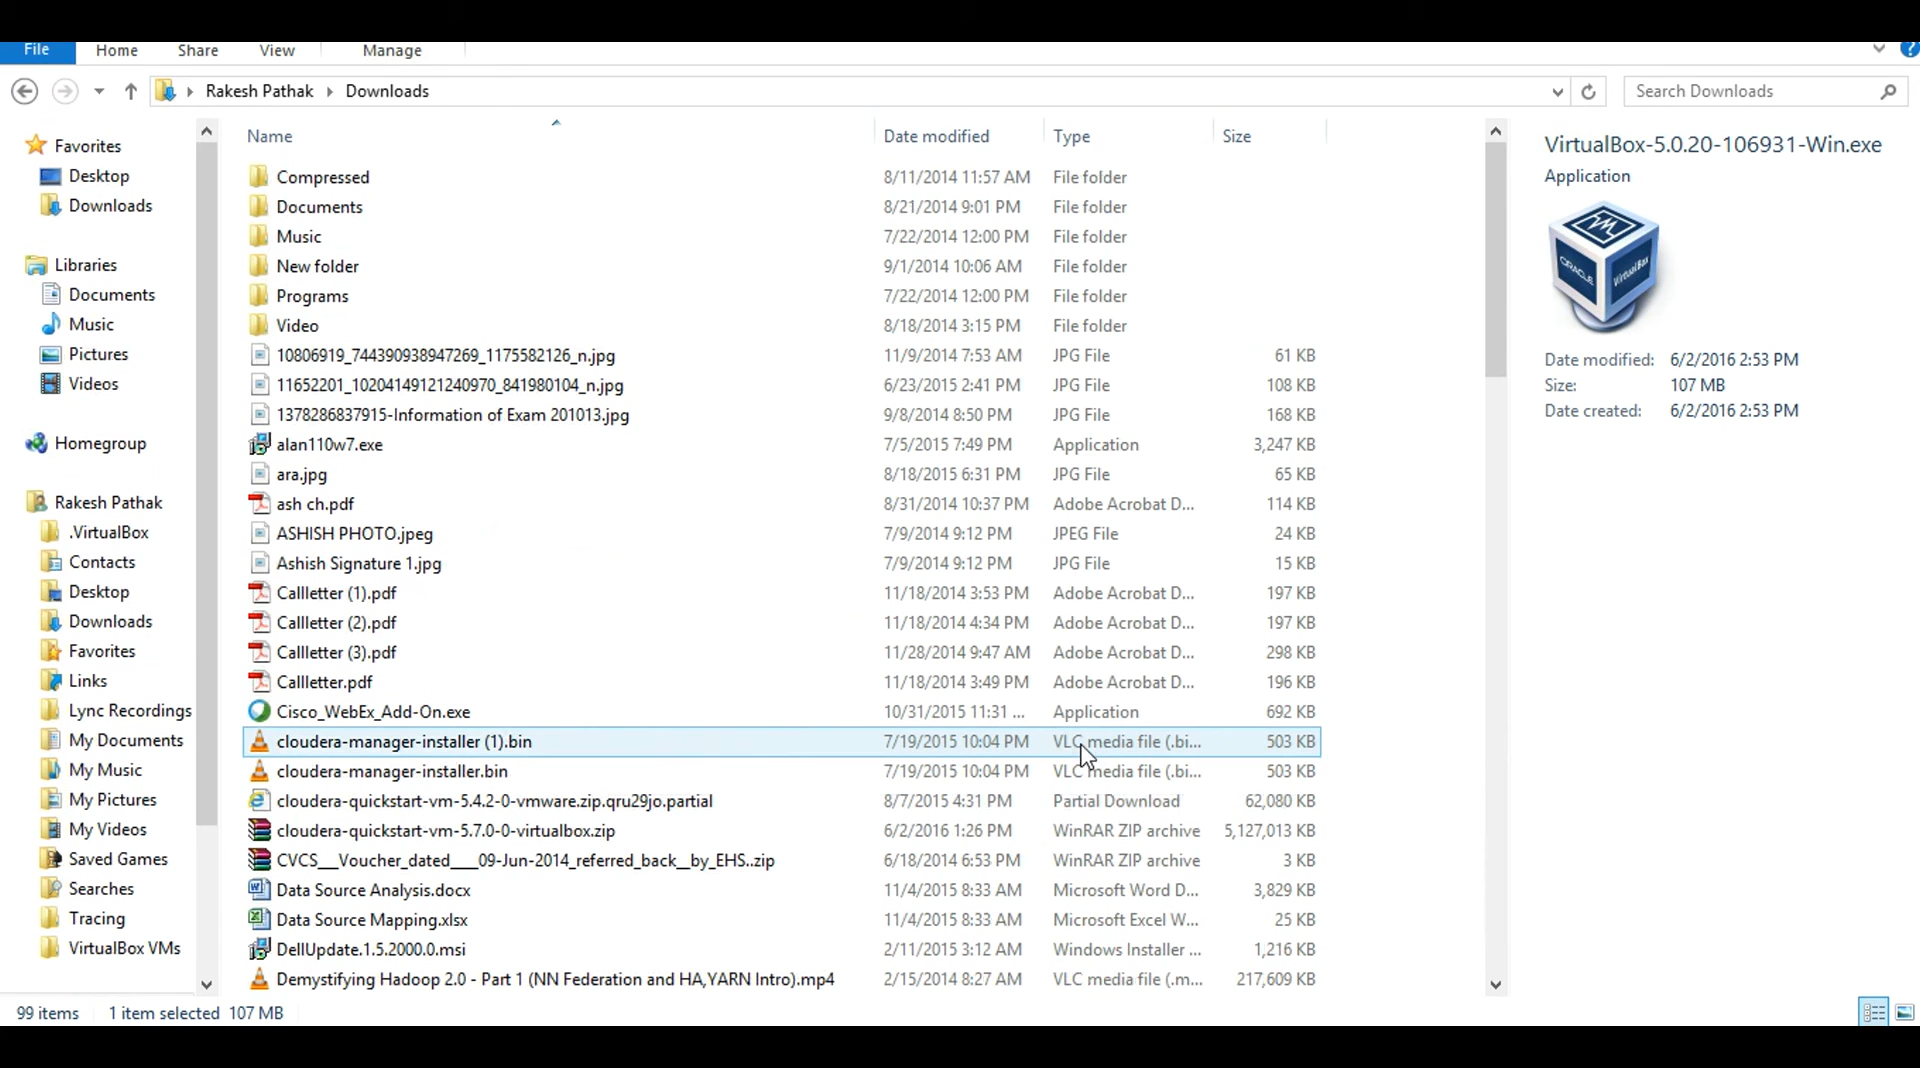 File Home Share View Manage
Rakesh Pathak Downloads Search Downloads
Favorites
Desktop
Downloads
Libraries
Documents
Music
Pictures
Videos
Homegroup
Rakesh Pathak
.VirtualBox
Contacts
Desktop
Downloads
Favorites
Links
Lync Recordings
My Documents
My Music
My Pictures
My Videos
Saved Games
Searches
Tracing
VirtualBox VMs
Name Date modified Type Size
Compressed 8/11/2014 11:57 AM File folder
Documents 8/21/2014 9:01 PM File folder
Music 7/22/2014 12:00 PM File folder
New folder 9/1/2014 10:06 AM File folder
Programs 7/22/2014 12:00 PM File folder
Video 8/18/2014 3:15 PM File folder
10806919_744390938947269_1175582126_n.jpg 11/9/2014 7:53 AM JPG File 61 KB
11652201_10204149121240970_841980104_n.jpg 6/23/2015 2:41 PM JPG File 108 KB
1378286837915-Information of Exam 201013.jpg 9/8/2014 8:50 PM JPG File 168 KB
alan110w7.exe 7/5/2015 7:49 PM Application 3,247 KB
ara.jpg 8/18/2015 6:31 PM JPG File 65 KB
ash ch.pdf 8/31/2014 10:37 PM Adobe Acrobat D... 114 KB
ASHISH PHOTO.jpeg 7/9/2014 9:12 PM JPEG File 24 KB
Ashish Signature 1.jpg 7/9/2014 9:12 PM JPG File 15 KB
Callletter (1).pdf 11/18/2014 3:53 PM Adobe Acrobat D... 197 KB
Callletter (2).pdf 11/18/2014 4:34 PM Adobe Acrobat D... 197 KB
Callletter (3).pdf 11/28/2014 9:47 AM Adobe Acrobat D... 298 KB
Callletter.pdf 11/18/2014 3:49 PM Adobe Acrobat D... 196 KB
Cisco_WebEx_Add-On.exe 10/31/2015 11:31 ... Application 692 KB
cloudera-manager-installer (1).bin 7/19/2015 10:04 PM VLC media file (.bi... 503 KB
cloudera-manager-installer.bin 7/19/2015 10:04 PM VLC media file (.bi... 503 KB
cloudera-quickstart-vm-5.4.2-0-vmware.zip.qru29jo.partial 8/7/2015 4:31 PM Partial Download 62,080 KB
cloudera-quickstart-vm-5.7.0-0-virtualbox.zip 6/2/2016 1:26 PM WinRAR ZIP archive 5,127,013 KB
CVCS___Voucher_dated____09-Jun-2014_referred_back__by_EHS..zip 6/18/2014 6:53 PM WinRAR ZIP archive 3 KB
Data Source Analysis.docx 11/4/2015 8:33 AM Microsoft Word D... 3,829 KB
Data Source Mapping.xlsx 11/4/2015 8:33 AM Microsoft Excel W... 25 KB
DellUpdate.1.5.2000.0.msi 2/11/2015 3:12 AM Windows Installer ... 1,216 KB
Demystifying Hadoop 2.0 - Part 1 (NN Federation and HA,YARN Intro).mp4 2/15/2014 8:27 AM VLC media file (.m... 217,609 KB
VirtualBox-5.0.20-106931-Win.exe
Application
ORACLE VirtualBox
Date modified: 6/2/2016 2:53 PM
Size: 107 MB
Date created: 6/2/2016 2:53 PM
99 items 1 item selected 107 MB